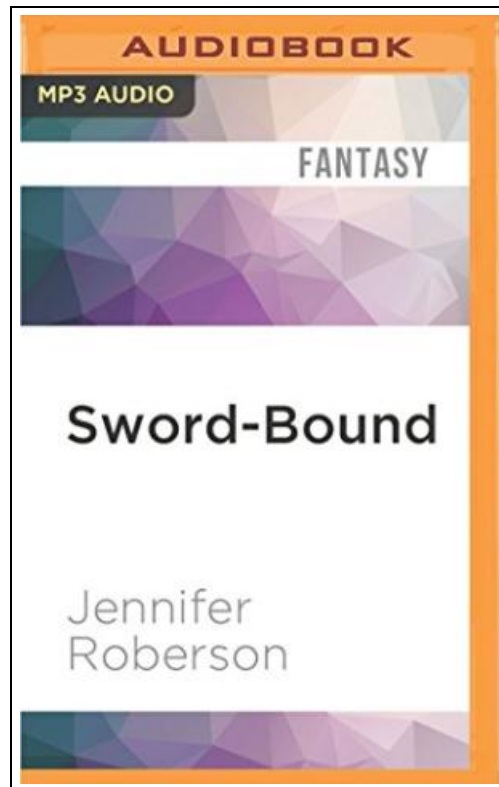 AUDIOBOOK
MP3 AUDIO
FANTASY
Sword-Bound
Jennifer
Roberson